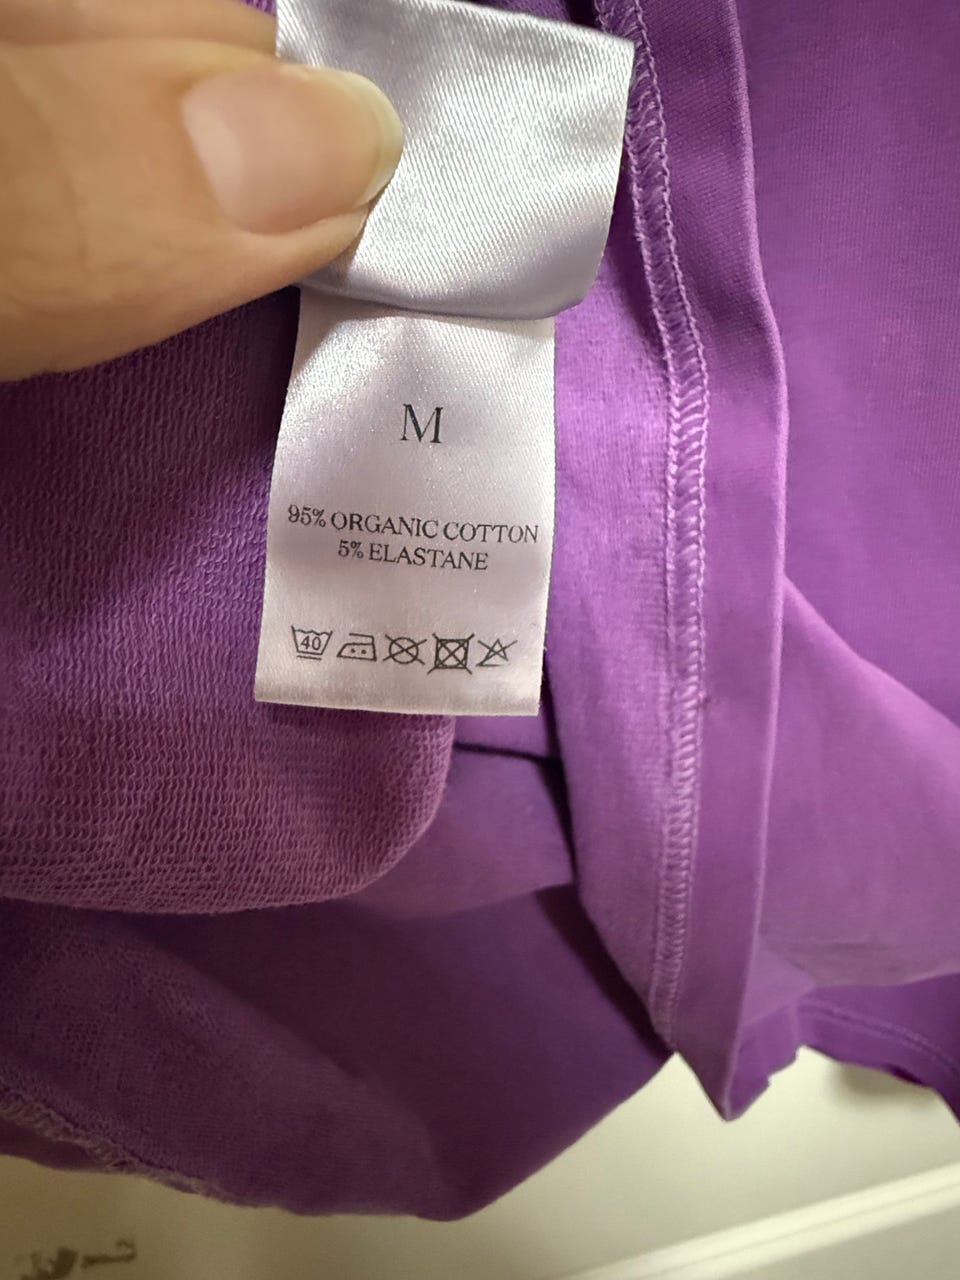 M
95% ORGANIC COTTON
5% ELASTANE
40